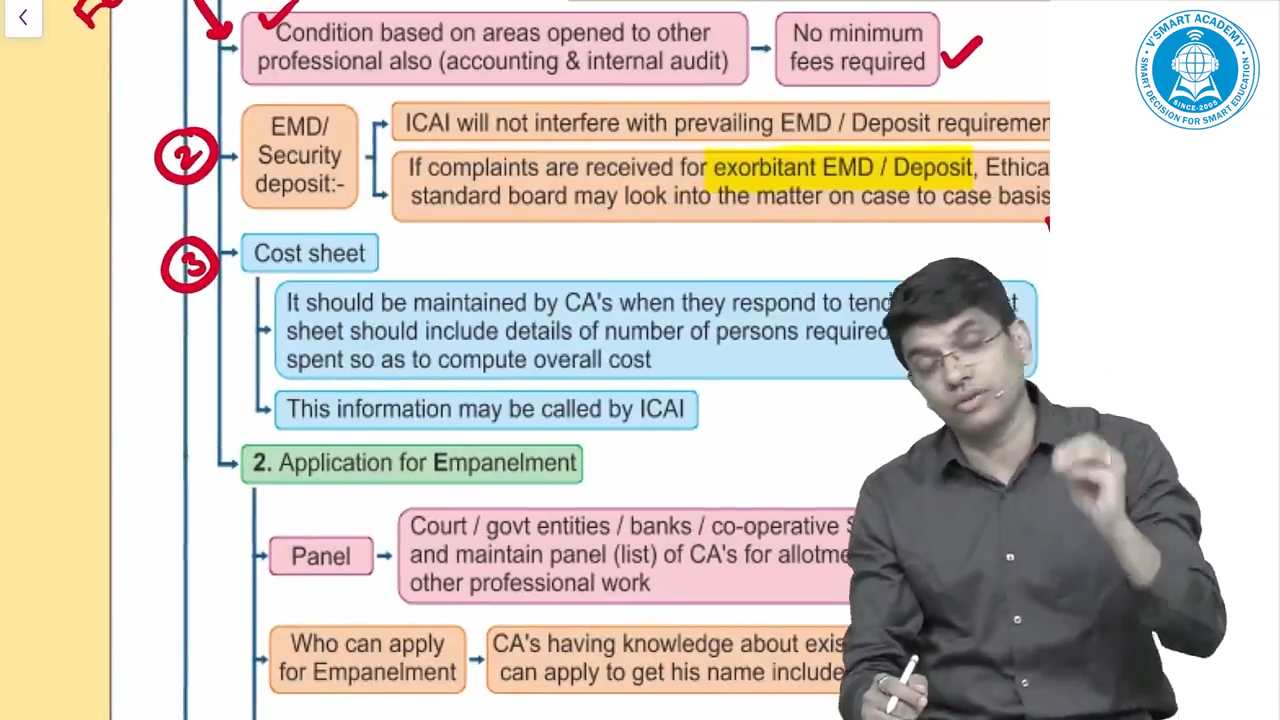 Condition based on areas opened to other
professional also (accounting & internal audit)
No minimum
fees required
2
EMD/
Security
deposit:-
ICAI will not interfere with prevailing EMD / Deposit
If complaints are received for exorbitant EMD / Deposit,
standard board may look into the matter on case to case basis
3
Cost sheet
It should be maintained by CA's when they respond to
sheet should include details of number of persons required
spent so as to compute overall cost
This information may be called by ICAI
2. Application for Empanelment
Panel
Court / govt entities / banks / co-operative
and maintain panel (list) of CA's for
other professional work
Who can apply
for Empanelment
CA's having knowledge about
can apply to get his name
V'SMART ACADEMY
SINCE-2005
SMART DECISION FOR SMART EDUCATION